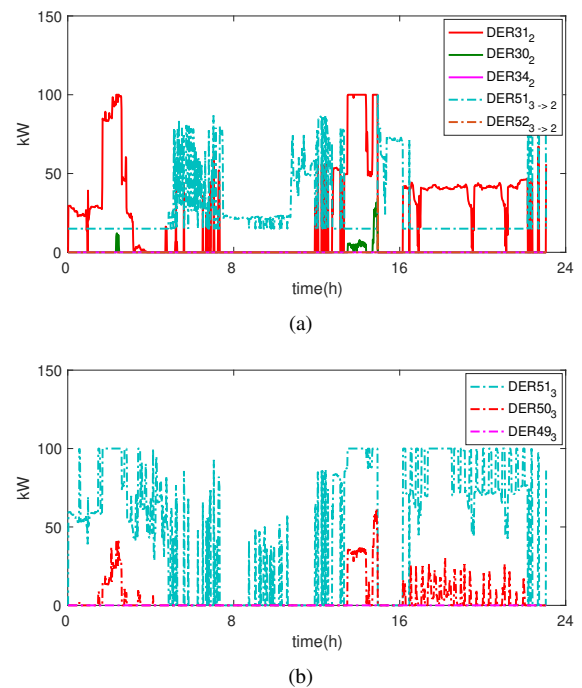 150
100
50
0
kW
0
8
16
24
time(h)
DER31₂
DER30₂
DER34₂
DER51₃ -> ₂
DER52₃ -> ₂
(a)
150
100
50
0
kW
0
8
16
24
time(h)
DER51₃
DER50₃
DER49₃
(b)